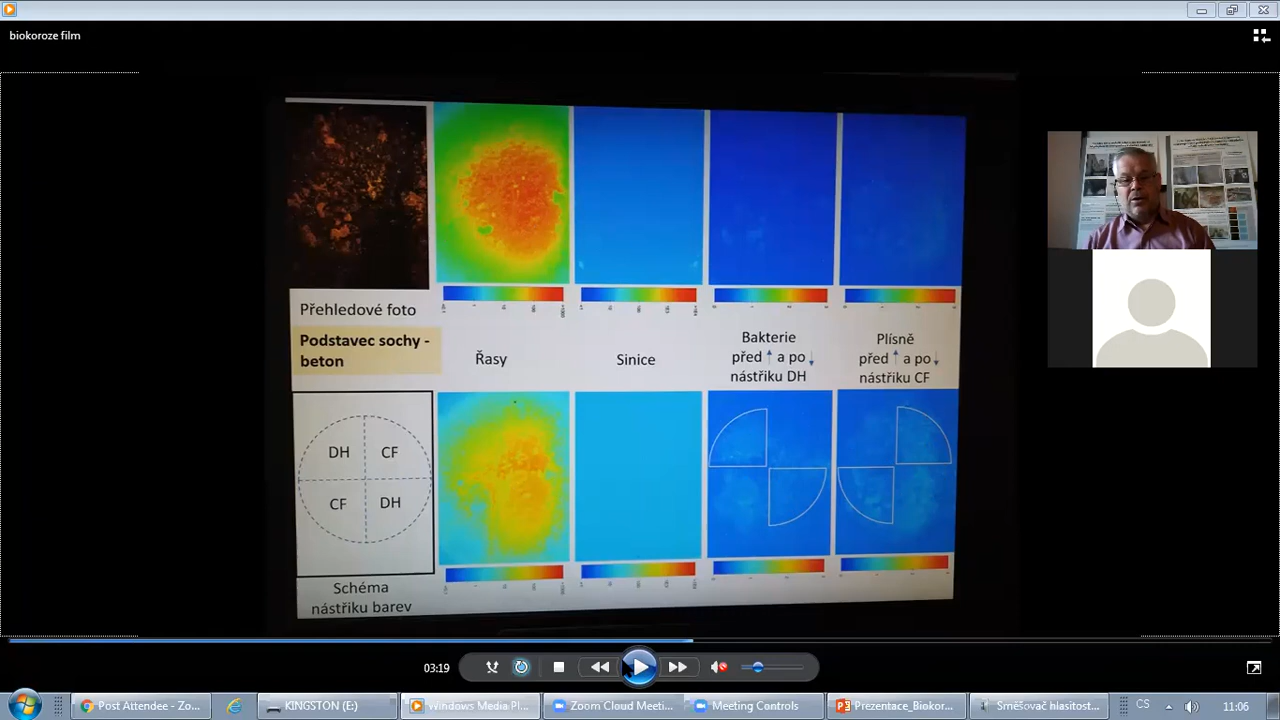 biokoroze film
Přehledové foto
Podstavec sochy -
beton
Řasy
Sinice
Bakterie
před ↑ a po ↓
nástřiku DH
Plísně
před ↑ a po ↓
nástřiku CF
DH CF
CF DH
Schéma
nástřiku barev
03:19
Post Attendee - Zo...
KINGSTON (E:)
Windows Media Pl...
Zoom Cloud Meeti...
Meeting Controls
Prezentace_Biokor...
Směšovač hlasitost...
CS
11:06